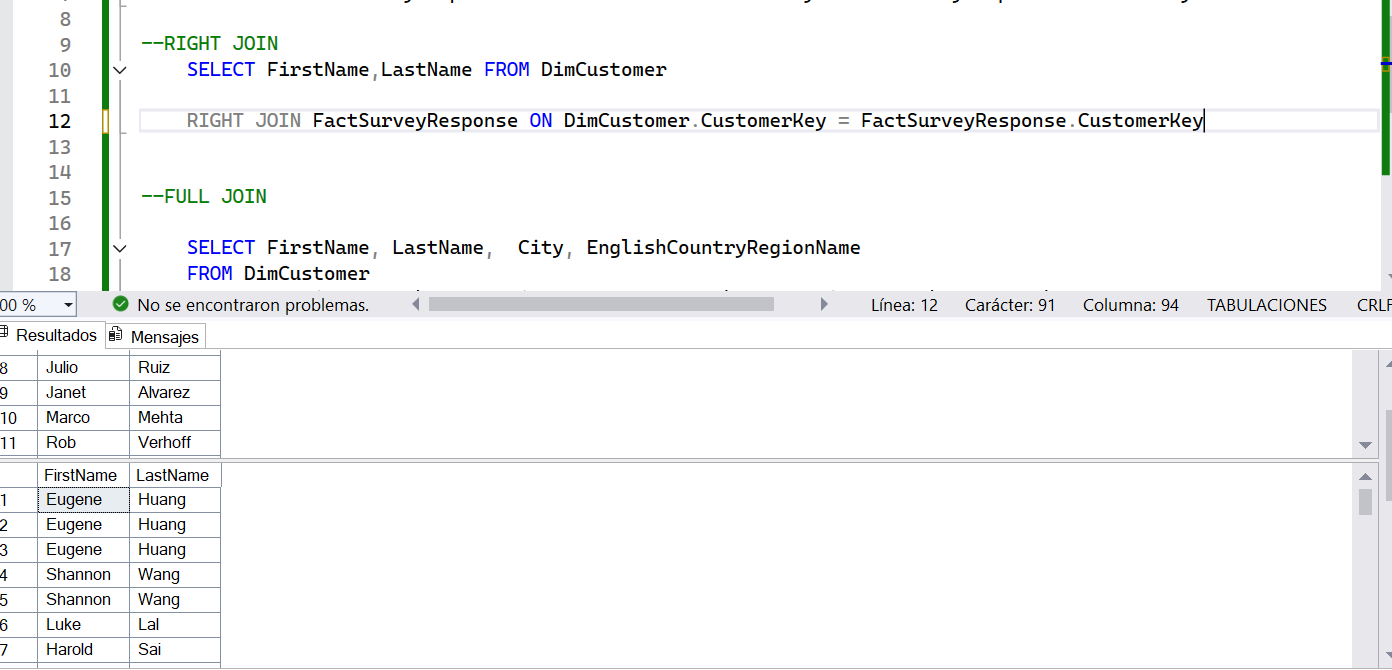 8
9 --RIGHT JOIN
10 SELECT FirstName,LastName FROM DimCustomer
11
12 RIGHT JOIN FactSurveyResponse ON DimCustomer.CustomerKey = FactSurveyResponse.CustomerKey
13
14
15 --FULL JOIN
16
17 SELECT FirstName, LastName,  City, EnglishCountryRegionName
18 FROM DimCustomer
00 % No se encontraron problemas. Línea: 12 Carácter: 91 Columna: 94 TABULACIONES CRLF
Resultados Mensajes
8 Julio Ruiz
9 Janet Alvarez
10 Marco Mehta
11 Rob Verhoff
FirstName LastName
1 Eugene Huang
2 Eugene Huang
3 Eugene Huang
4 Shannon Wang
5 Shannon Wang
6 Luke Lal
7 Harold Sai